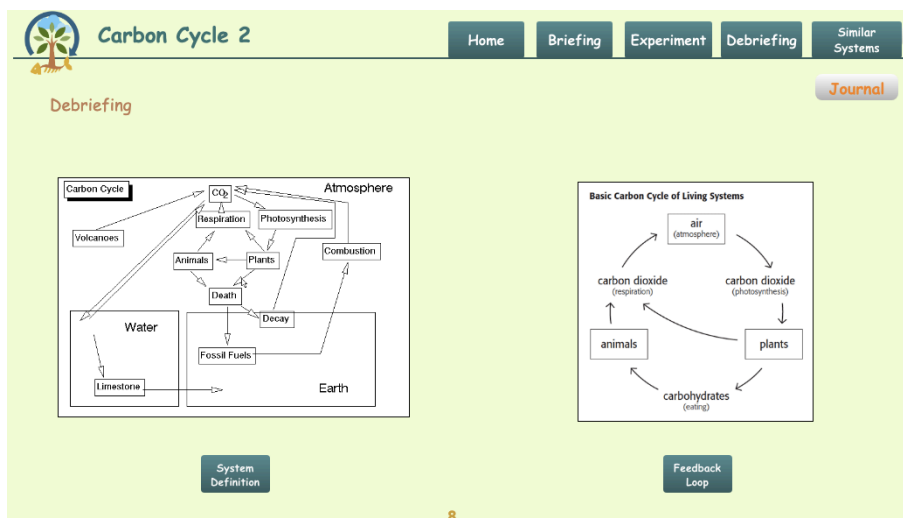 Carbon Cycle 2
Home
Briefing
Experiment
Debriefing
Similar
Systems
Journal
Debriefing
Carbon Cycle
CO2
Atmosphere
Respiration
Photosynthesis
Volcanoes
Combustion
Animals
Plants
Death
Decay
Water
Fossil Fuels
Limestone
Earth
Basic Carbon Cycle of Living Systems
air
(atmosphere)
carbon dioxide
(respiration)
carbon dioxide
(photosynthesis)
animals
plants
carbohydrates
(eating)
System
Definition
Feedback
Loop
8